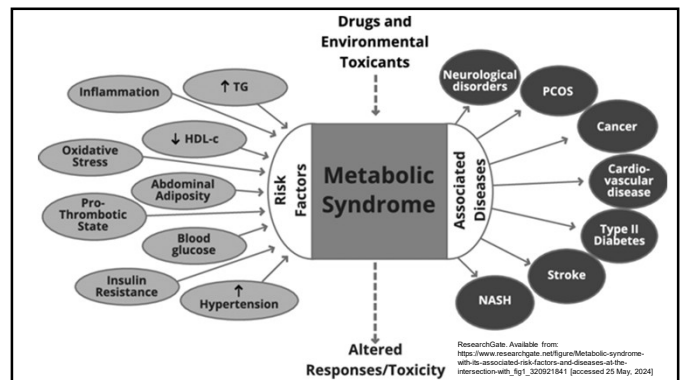 Drugs and
Environmental
Toxicants
↑ TG
Inflammation
↓ HDL-c
Oxidative
Stress
Abdominal
Adiposity
Pro-
Thrombotic
State
Blood
glucose
Insulin
Resistance
↑
Hypertension
Risk
Factors
Metabolic
Syndrome
Associated
Diseases
Neurological
disorders
PCOS
Cancer
Cardio-
vascular
disease
Type II
Diabetes
Stroke
NASH
Altered
Responses/Toxicity
ResearchGate. Available from:
https://www.researchgate.net/figure/Metabolic-syndrome-
with-its-associated-risk-factors-and-diseases-at-the-
intersection-with_fig1_320921841 [accessed 25 May, 2024]